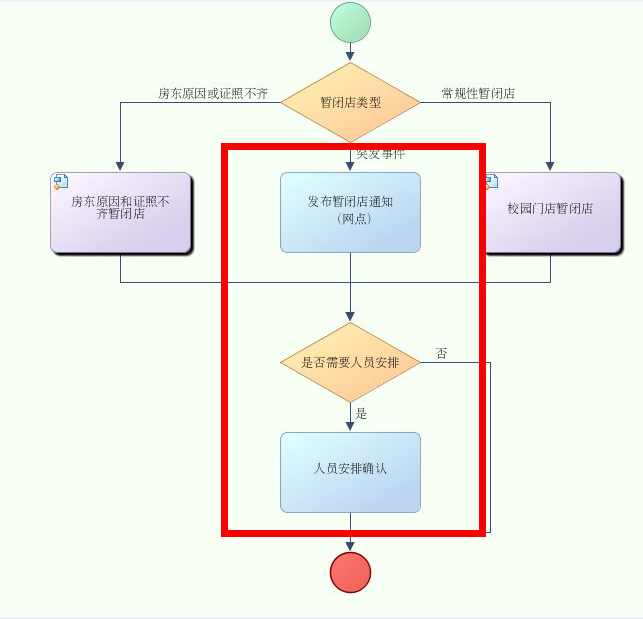 暂闭店类型
房东原因或证照不齐
常规性暂闭店
突发事件
房东原因和证照不
齐暂闭店
发布暂闭店通知
（网点）
校园门店暂闭店
是否需要人员安排
否
是
人员安排确认